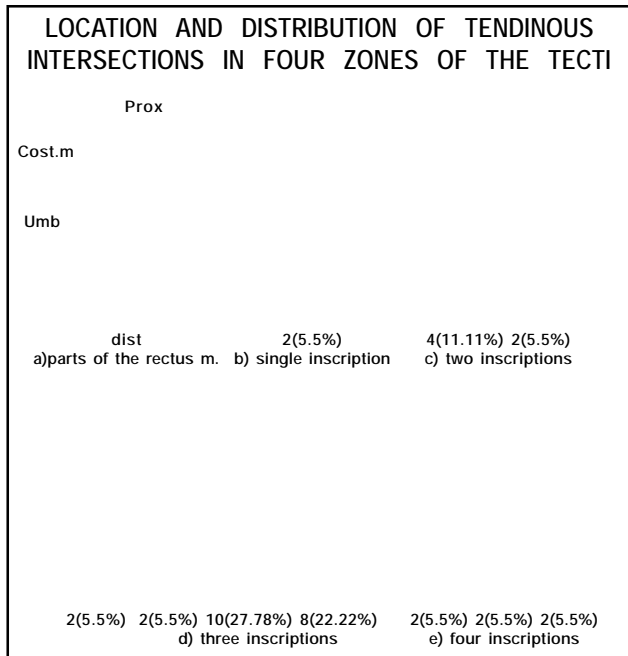 LOCATION AND DISTRIBUTION OF TENDINOUS
INTERSECTIONS IN FOUR ZONES OF THE TECTI
Prox
Cost.m
Umb
dist 2(5.5%) 4(11.11%) 2(5.5%)
a)parts of the rectus m. b) single inscription c) two inscriptions
2(5.5%) 2(5.5%) 10(27.78%) 8(22.22%) 2(5.5%) 2(5.5%) 2(5.5%)
d) three inscriptions e) four inscriptions